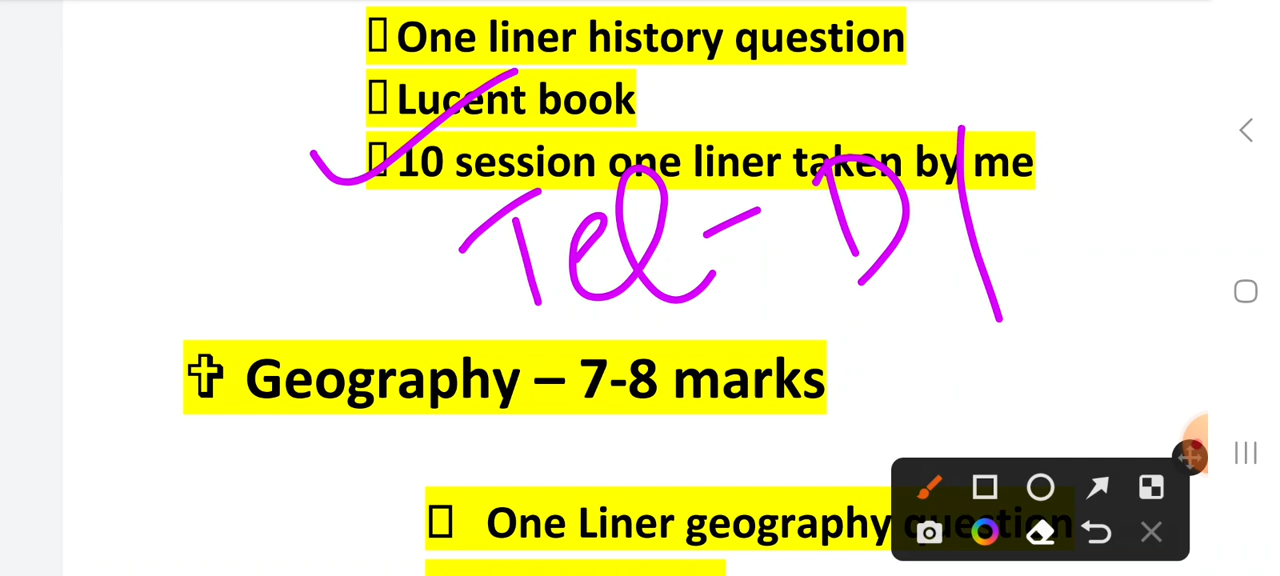 One liner history question
Lucent book
10 session one liner taken by me
Tel - D
Geography – 7-8 marks
One Liner geography question